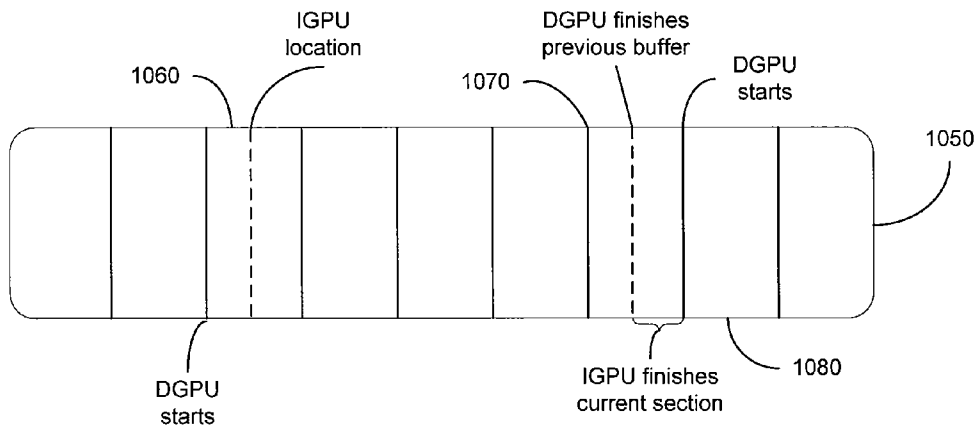 IGPU
location
DGPU finishes
previous buffer
DGPU
starts
1060
1070
1050
DGPU
starts
IGPU finishes
current section
1080